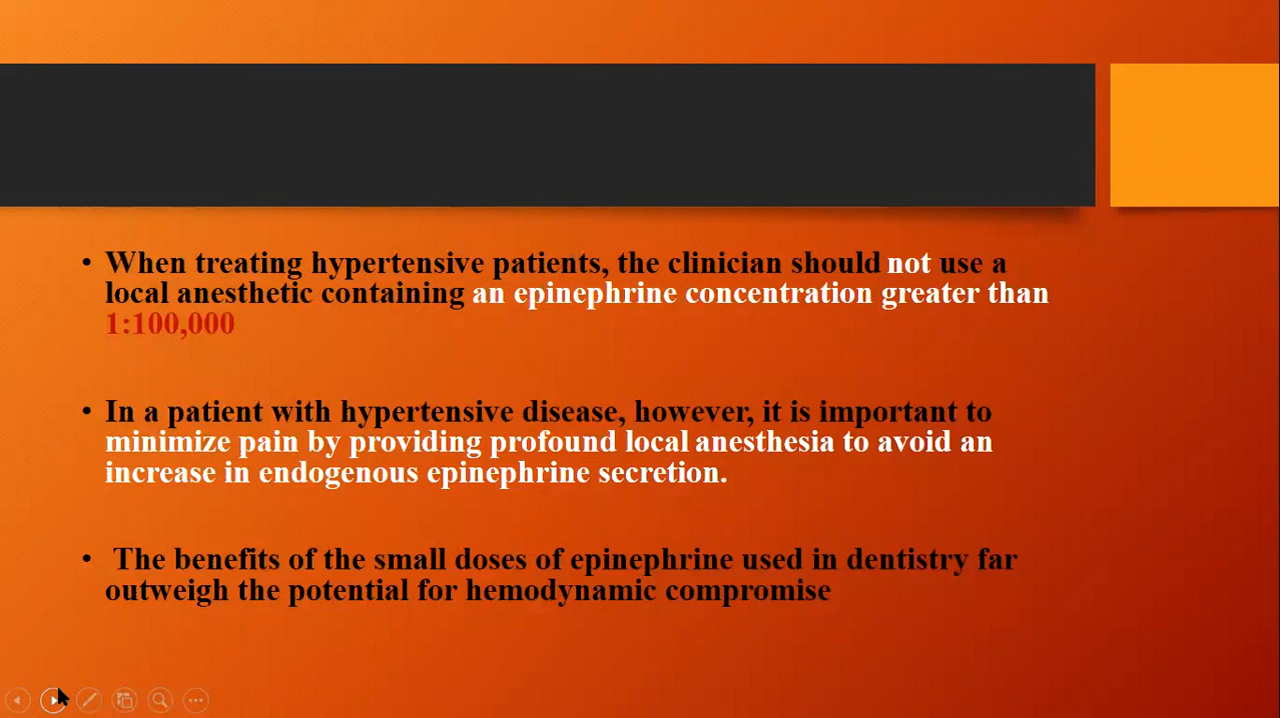 • When treating hypertensive patients, the clinician should not use a
local anesthetic containing an epinephrine concentration greater than
1:100,000
• In a patient with hypertensive disease, however, it is important to
minimize pain by providing profound local anesthesia to avoid an
increase in endogenous epinephrine secretion.
• The benefits of the small doses of epinephrine used in dentistry far
outweigh the potential for hemodynamic compromise